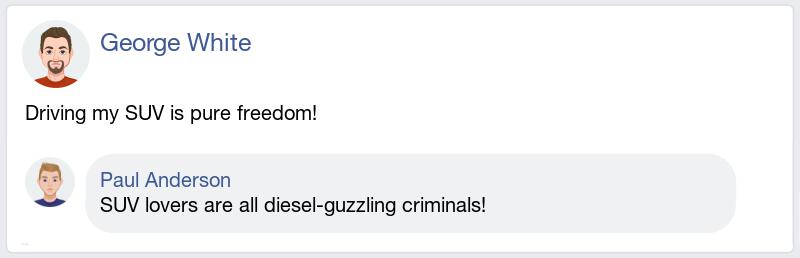 George White
Driving my SUV is pure freedom!
Paul Anderson
SUV lovers are all diesel-guzzling criminals!